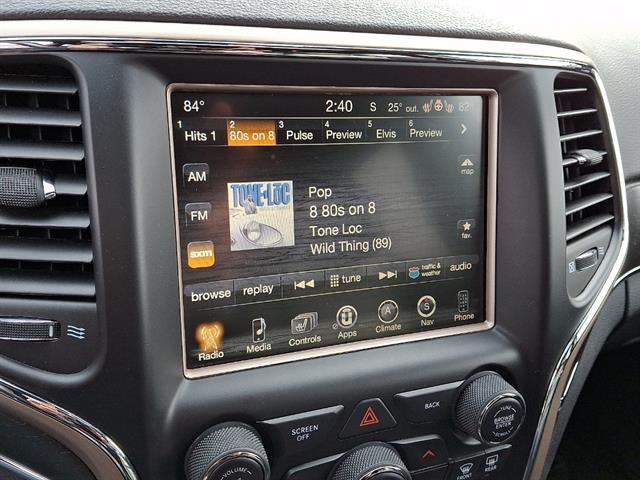 84° 2:40 S 25° out. 82°
1 Hits 1 2 80s on 8 3 Pulse 4 Preview 5 Elvis 6 Preview
AM
map
FM
TONE-LOC
Pop
8 80s on 8
Tone Loc
Wild Thing (89)
fav.
sxm
browse replay tune traffic & weather audio
Radio Media Controls Apps A Climate S Nav Phone
SCREEN OFF
BACK
BROWSE ENTER
VOLUME
FRONT
REAR